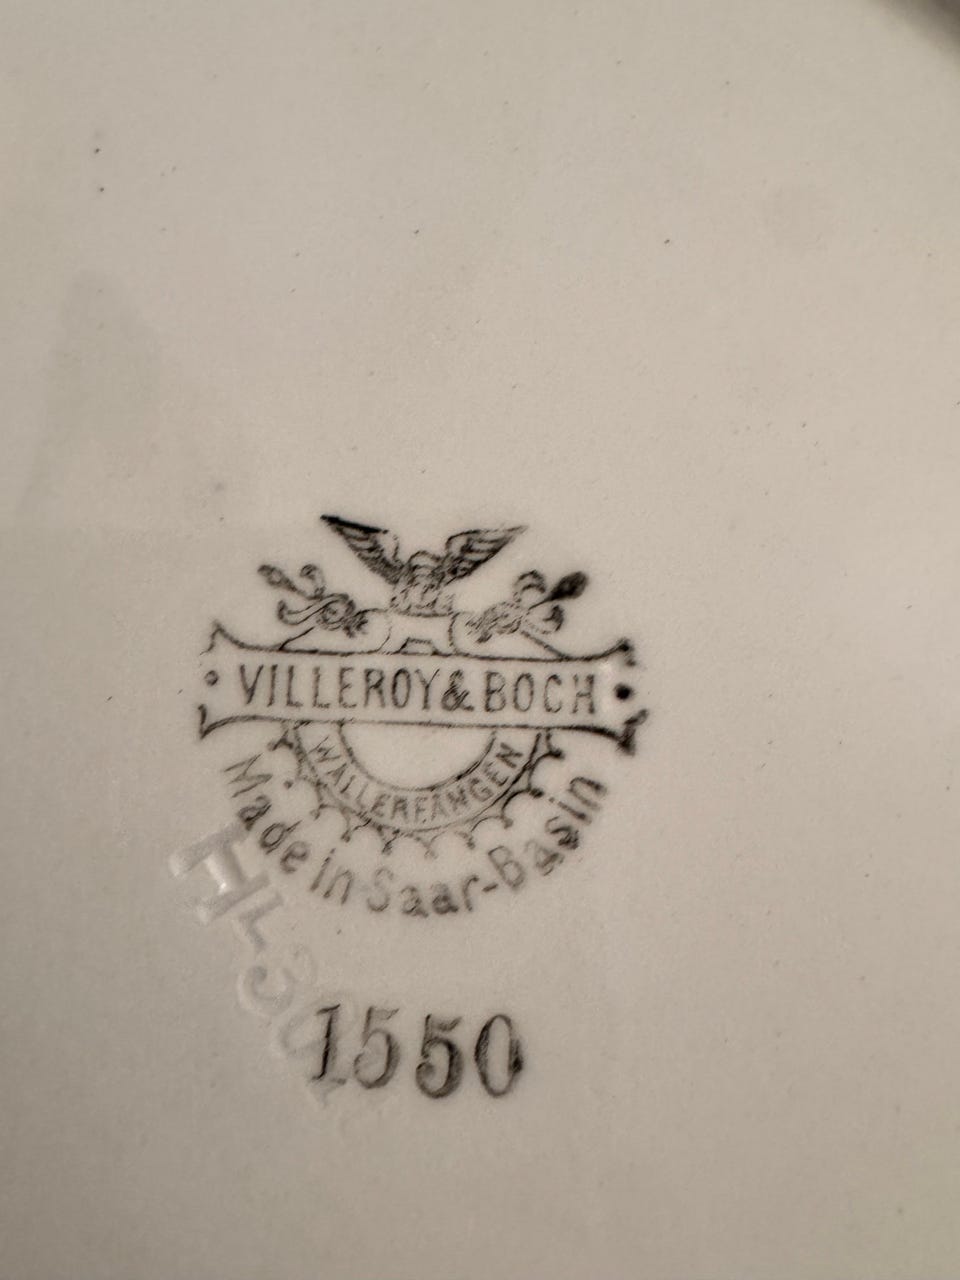 VILLEROY & BOCH
WALLERFANGEN
Made in Saar-Basin
1550